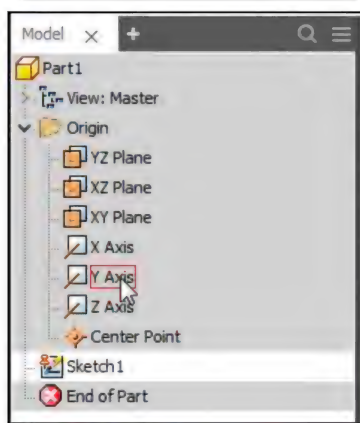 Model × +
Part1
View: Master
Origin
YZ Plane
XZ Plane
XY Plane
X Axis
Y Axis
Z Axis
Center Point
Sketch1
End of Part